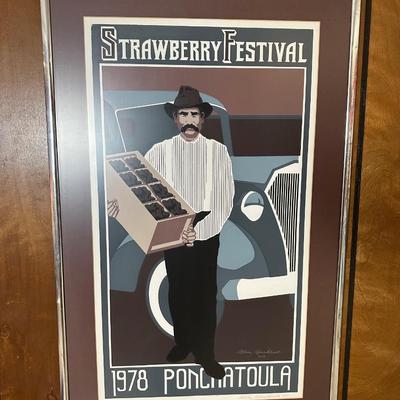 STRAWBERRY FESTIVAL
1978 PONCHATOULA